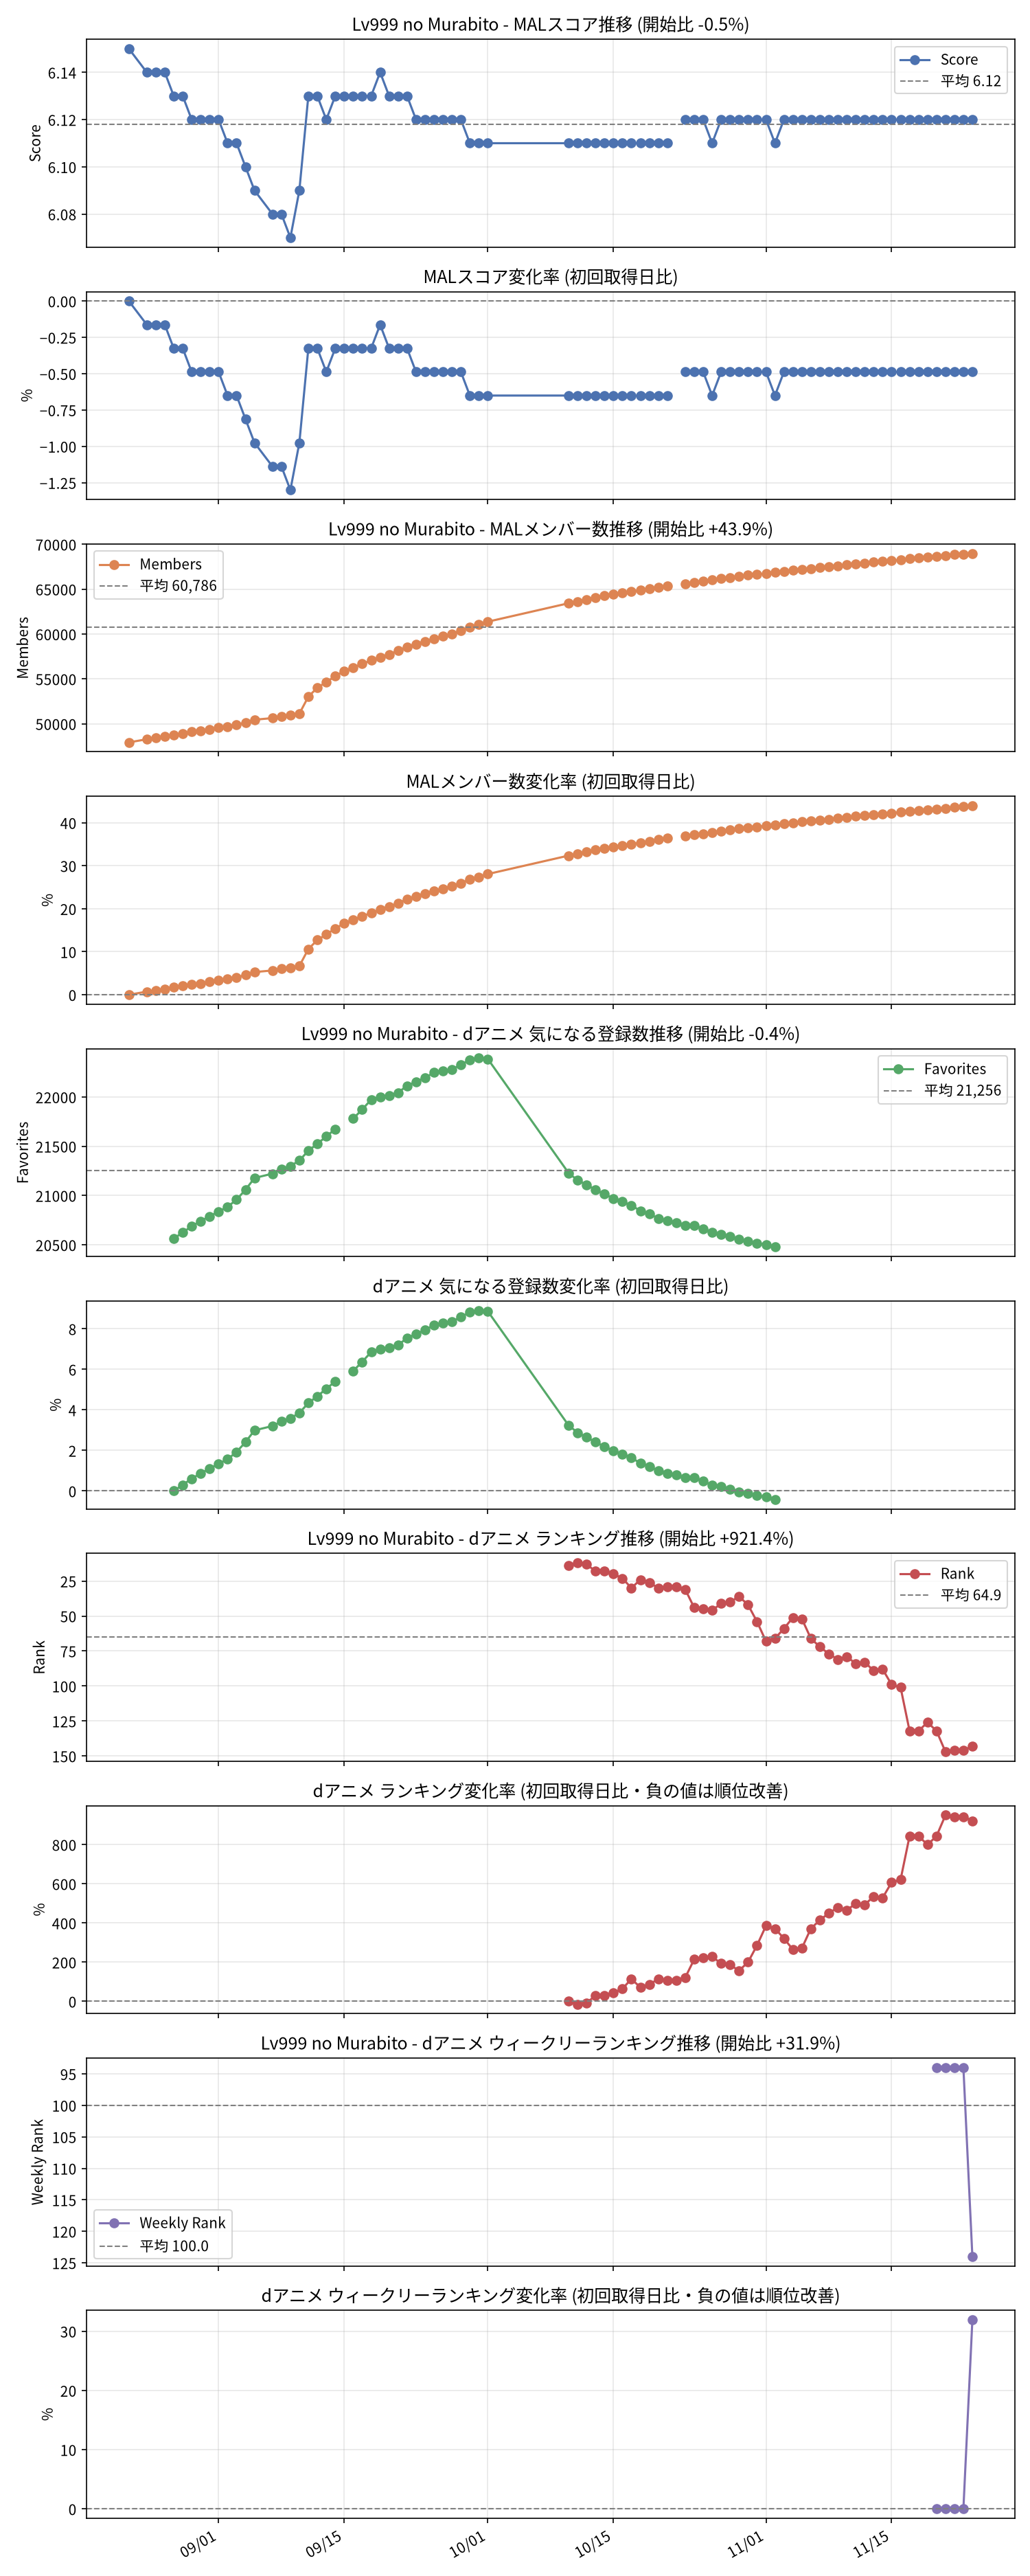 Lv999 no Murabito - MALスコア推移 (開始比 -0.5%)
Score
6.14
6.12
6.10
6.08
Score
平均 6.12
MALスコア変化率 (初回取得日比)
%
0.00
−0.25
−0.50
−0.75
−1.00
−1.25
Lv999 no Murabito - MALメンバー数推移 (開始比 +43.9%)
Members
70000
65000
60000
55000
50000
Members
平均 60,786
MALメンバー数変化率 (初回取得日比)
%
40
30
20
10
0
Lv999 no Murabito - dアニメ 気になる登録数推移 (開始比 -0.4%)
Favorites
22000
21500
21000
20500
Favorites
平均 21,256
dアニメ 気になる登録数変化率 (初回取得日比)
%
8
6
4
2
0
Lv999 no Murabito - dアニメ ランキング推移 (開始比 +921.4%)
Rank
25
50
75
100
125
150
Rank
平均 64.9
dアニメ ランキング変化率 (初回取得日比・負の値は順位改善)
%
800
600
400
200
0
Lv999 no Murabito - dアニメ ウィークリーランキング推移 (開始比 +31.9%)
Weekly Rank
95
100
105
110
115
120
125
Weekly Rank
平均 100.0
dアニメ ウィークリーランキング変化率 (初回取得日比・負の値は順位改善)
%
30
20
10
0
09/01
09/15
10/01
10/15
11/01
11/15